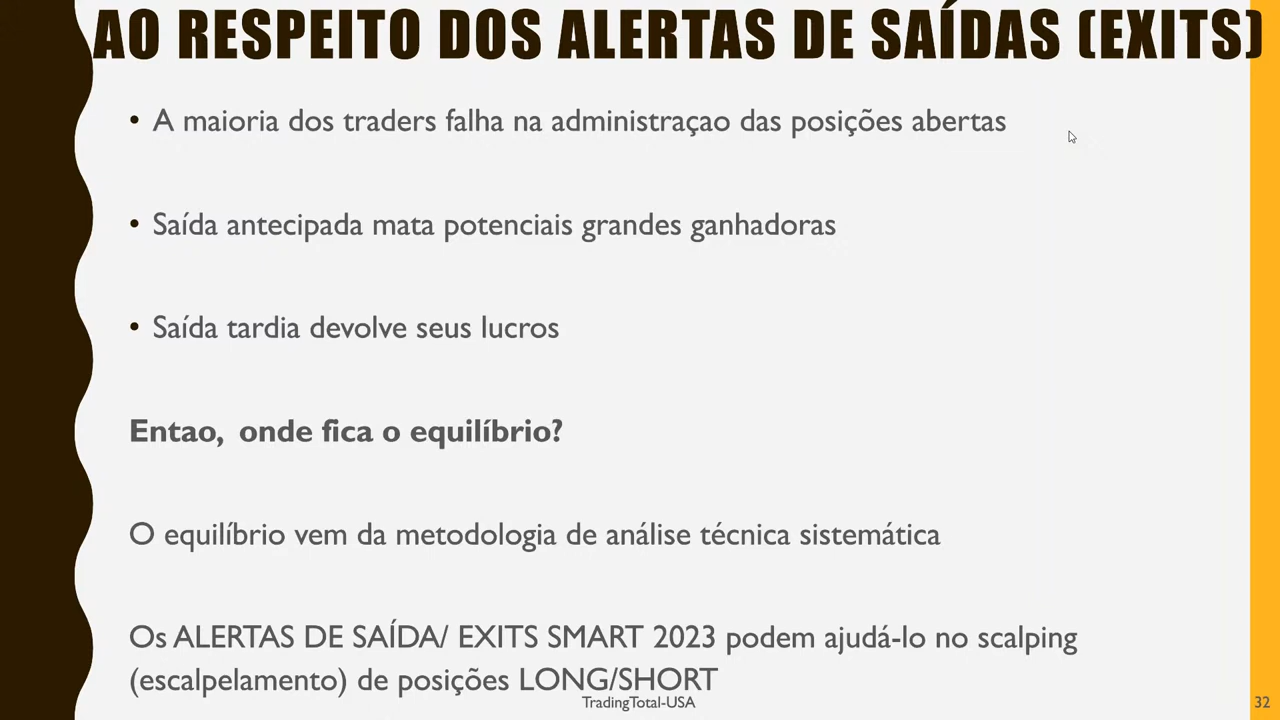 AO RESPEITO DOS ALERTAS DE SAÍDAS (EXITS)
• A maioria dos traders falha na administraçao das posições abertas
• Saída antecipada mata potenciais grandes ganhadoras
• Saída tardia devolve seus lucros
Entao, onde fica o equilíbrio?
O equilíbrio vem da metodologia de análise técnica sistemática
Os ALERTAS DE SAÍDA/ EXITS SMART 2023 podem ajudá-lo no scalping
(escalpelamento) de posições LONG/SHORT
TradingTotal-USA
32